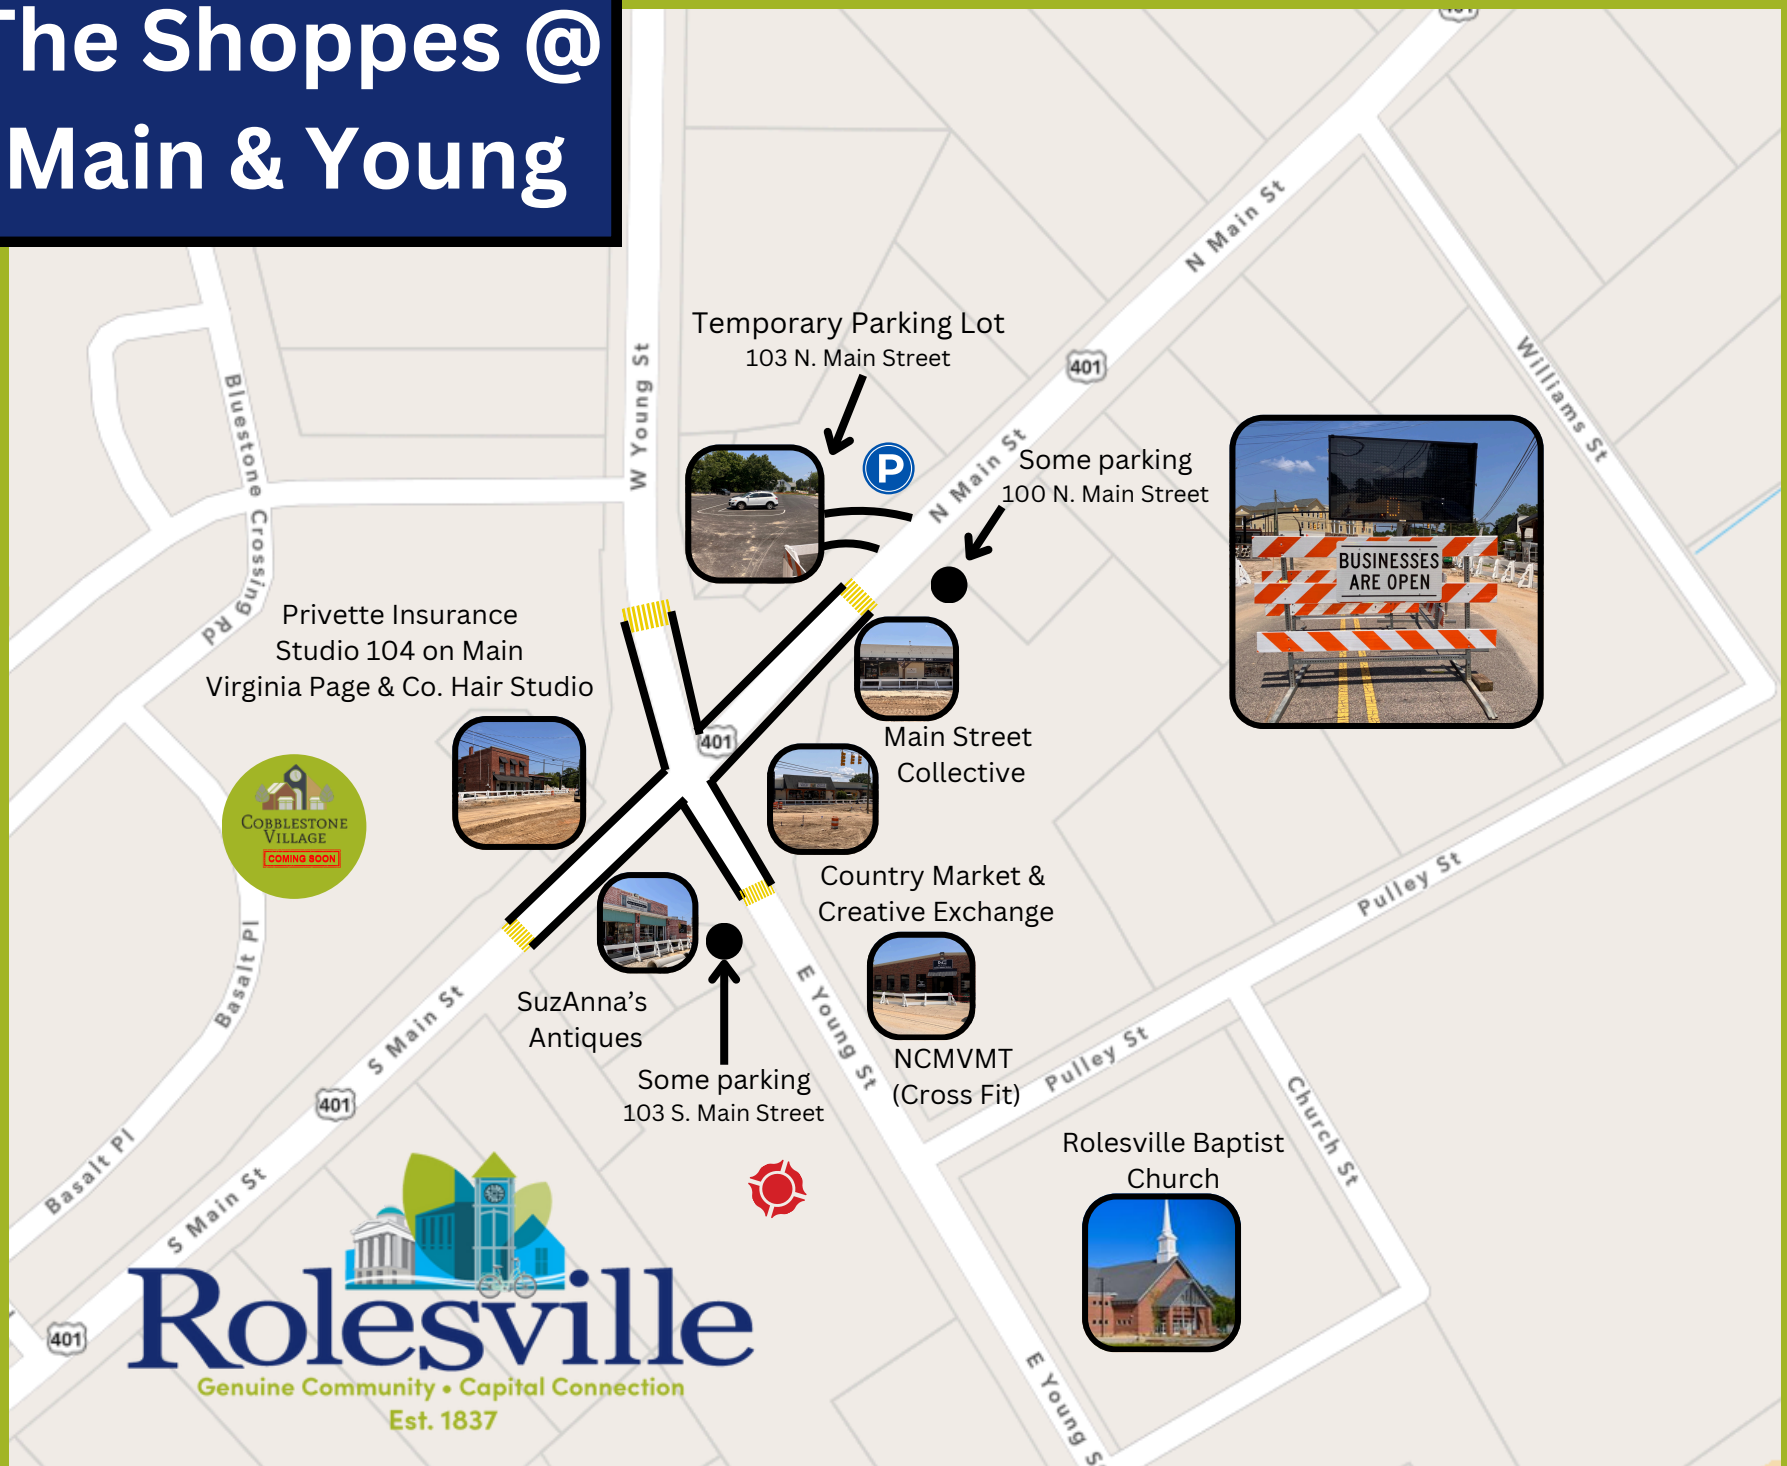 The Shoppes @
Main & Young
401
N Main St
Williams St
W Young St
Temporary Parking Lot
103 N. Main Street
401
P
N Main St
Some parking
100 N. Main Street
BUSINESSES
ARE OPEN
Bluestone Crossing Rd
Privette Insurance
Studio 104 on Main
Virginia Page & Co. Hair Studio
401
Main Street
Collective
COBBLESTONE
VILLAGE
COMING SOON
Country Market &
Creative Exchange
Pulley St
Basalt Pl
SuzAnna’s
Antiques
E Young St
S Main St
NCMVMT
(Cross Fit)
Pulley St
Some parking
103 S. Main Street
401
Church St
Rolesville Baptist
Church
Basalt Pl
S Main St
401
Rolesville
Genuine Community • Capital Connection
Est. 1837
E Young S